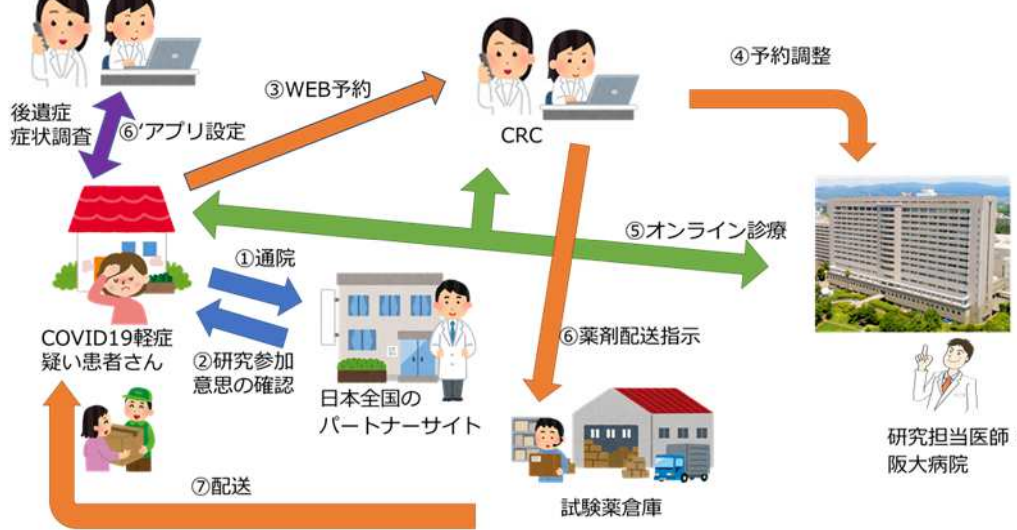 ③WEB予約
④予約調整
後遺症
症状調査
⑥’アプリ設定
CRC
⑤オンライン診療
①通院
COVID19軽症
疑い患者さん
②研究参加
意思の確認
日本全国の
パートナーサイト
⑥薬剤配送指示
研究担当医師
阪大病院
⑦配送
試験薬倉庫